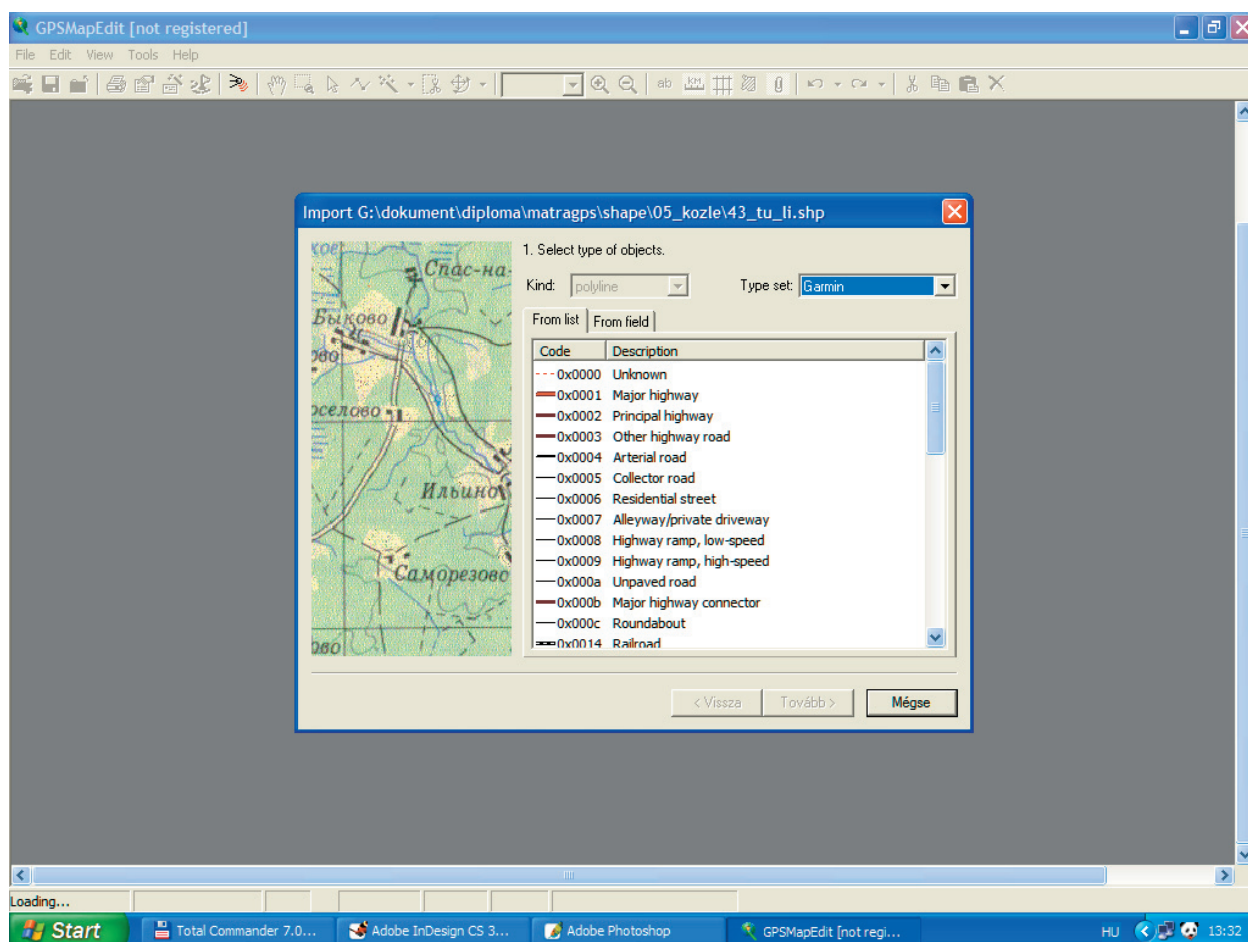 GPSMapEdit [not registered]
File Edit View Tools Help
ab KM
Import G:\dokument\diploma\matragps\shape\05_kozle\43_tu_li.shp
1. Select type of objects.
Kind: polyline Type set: Garmin
From list From field
Code Description
0x0000 Unknown
0x0001 Major highway
0x0002 Principal highway
0x0003 Other highway road
0x0004 Arterial road
0x0005 Collector road
0x0006 Residential street
0x0007 Alleyway/private driveway
0x0008 Highway ramp, low-speed
0x0009 Highway ramp, high-speed
0x000a Unpaved road
0x000b Major highway connector
0x000c Roundabout
0x0014 Railroad
Спас-на-
Быково
ово
оселово
Ильино
Саморезово
< Vissza Tovább > Mégse
Loading...
Start Total Commander 7.0... Adobe InDesign CS 3... Adobe Photoshop GPSMapEdit [not regi... HU 13:32